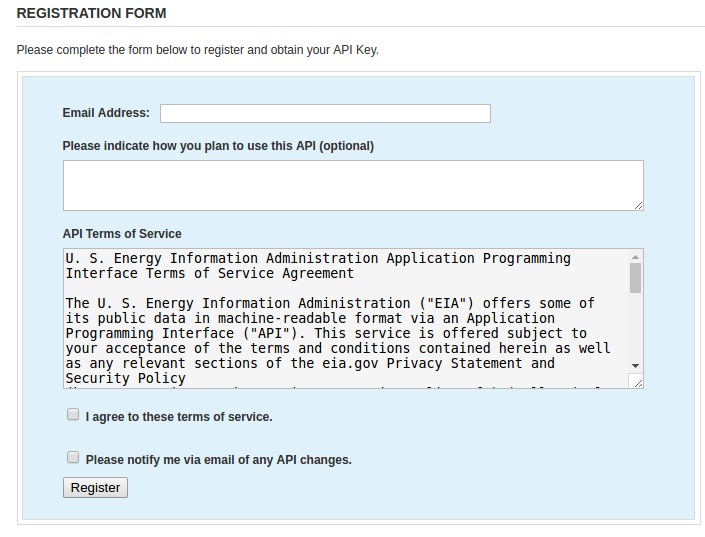 REGISTRATION FORM
Please complete the form below to register and obtain your API Key.
Email Address:
Please indicate how you plan to use this API (optional)
API Terms of Service
U. S. Energy Information Administration Application Programming
Interface Terms of Service Agreement
The U. S. Energy Information Administration ("EIA") offers some of
its public data in machine-readable format via an Application
Programming Interface ("API"). This service is offered subject to
your acceptance of the terms and conditions contained herein as well
as any relevant sections of the eia.gov Privacy Statement and
Security Policy
I agree to these terms of service.
Please notify me via email of any API changes.
Register